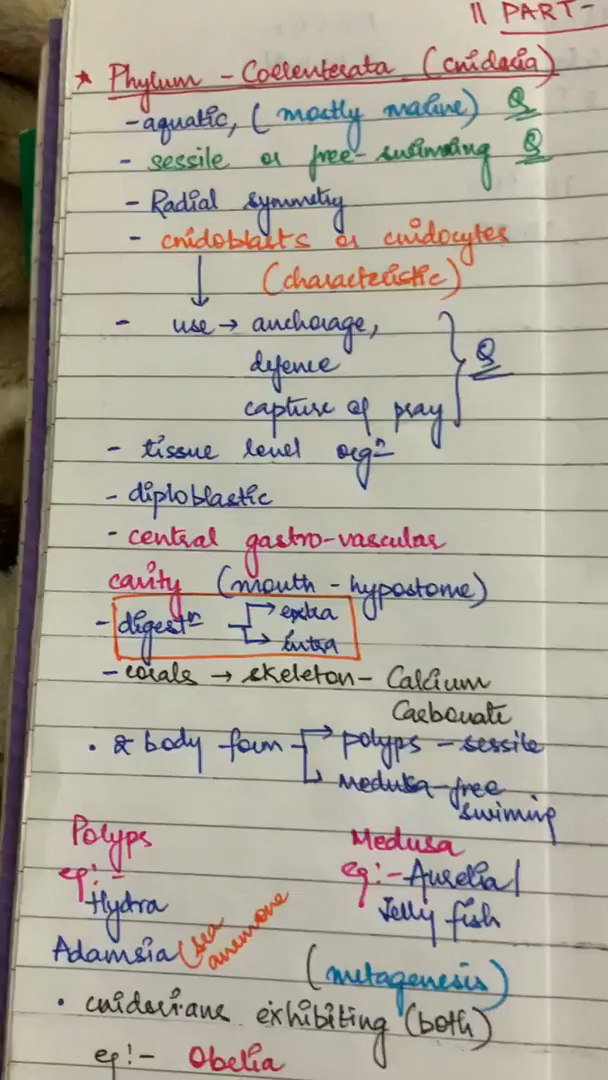 11 PART-
* Phylum - Coelenterata (cnidaria)
- aquatic, (mostly marine) Q
- sessile or free-swimming Q
- Radial symmetry
- cnidoblasts or cnidocytes
(characteristic)
- use → anchorage,
defence
capture of pray } Q
- tissue level orgⁿ
- diploblastic
- central gastro-vascular
cavity (mouth - hypostome)
- digestⁿ → extra
→ intra
- corals → skeleton - Calcium
Carbonate
• 2 body form → polyps - sessile
→ Medusa - free
swiming
Polyps Medusa
eg:- eg:- Aurelia/
Hydra Jelly fish
Adamsia (sea anemone
(metagenesis)
• cnidarians exhibiting (both)
eg:- Obelia